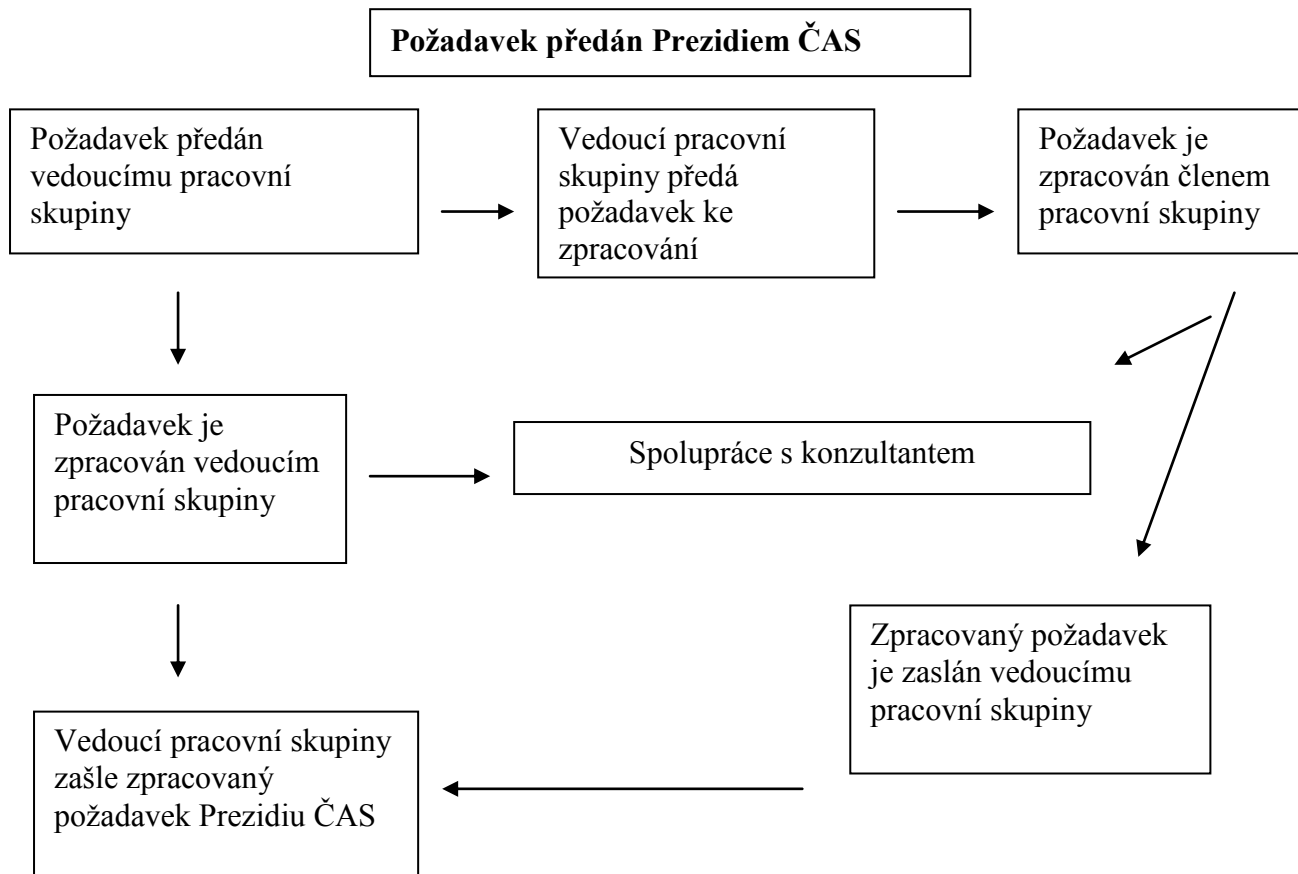 Požadavek předán Prezidiem ČAS
Požadavek předán
vedoucímu pracovní
skupiny
Vedoucí pracovní
skupiny předá
požadavek ke
zpracování
Požadavek je
zpracován členem
pracovní skupiny
Požadavek je
zpracován vedoucím
pracovní skupiny
Spolupráce s konzultantem
Zpracovaný požadavek
je zaslán vedoucímu
pracovní skupiny
Vedoucí pracovní skupiny
zašle zpracovaný
požadavek Prezidiu ČAS